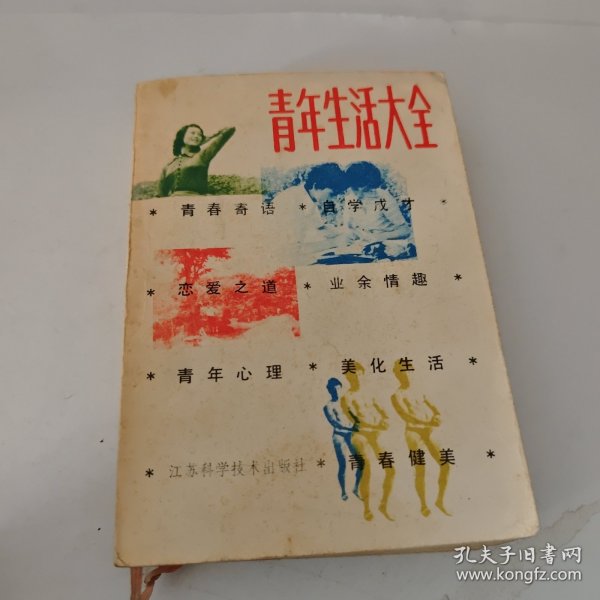 青年生活大全
* 青春奇语 * 自学成才 *
* 恋爱之道 * 业余情趣 *
* 青年心理 * 美化生活 *
* 江苏科学技术出版社 * 青春健美 *
孔夫子旧书网
www.kongfz.com